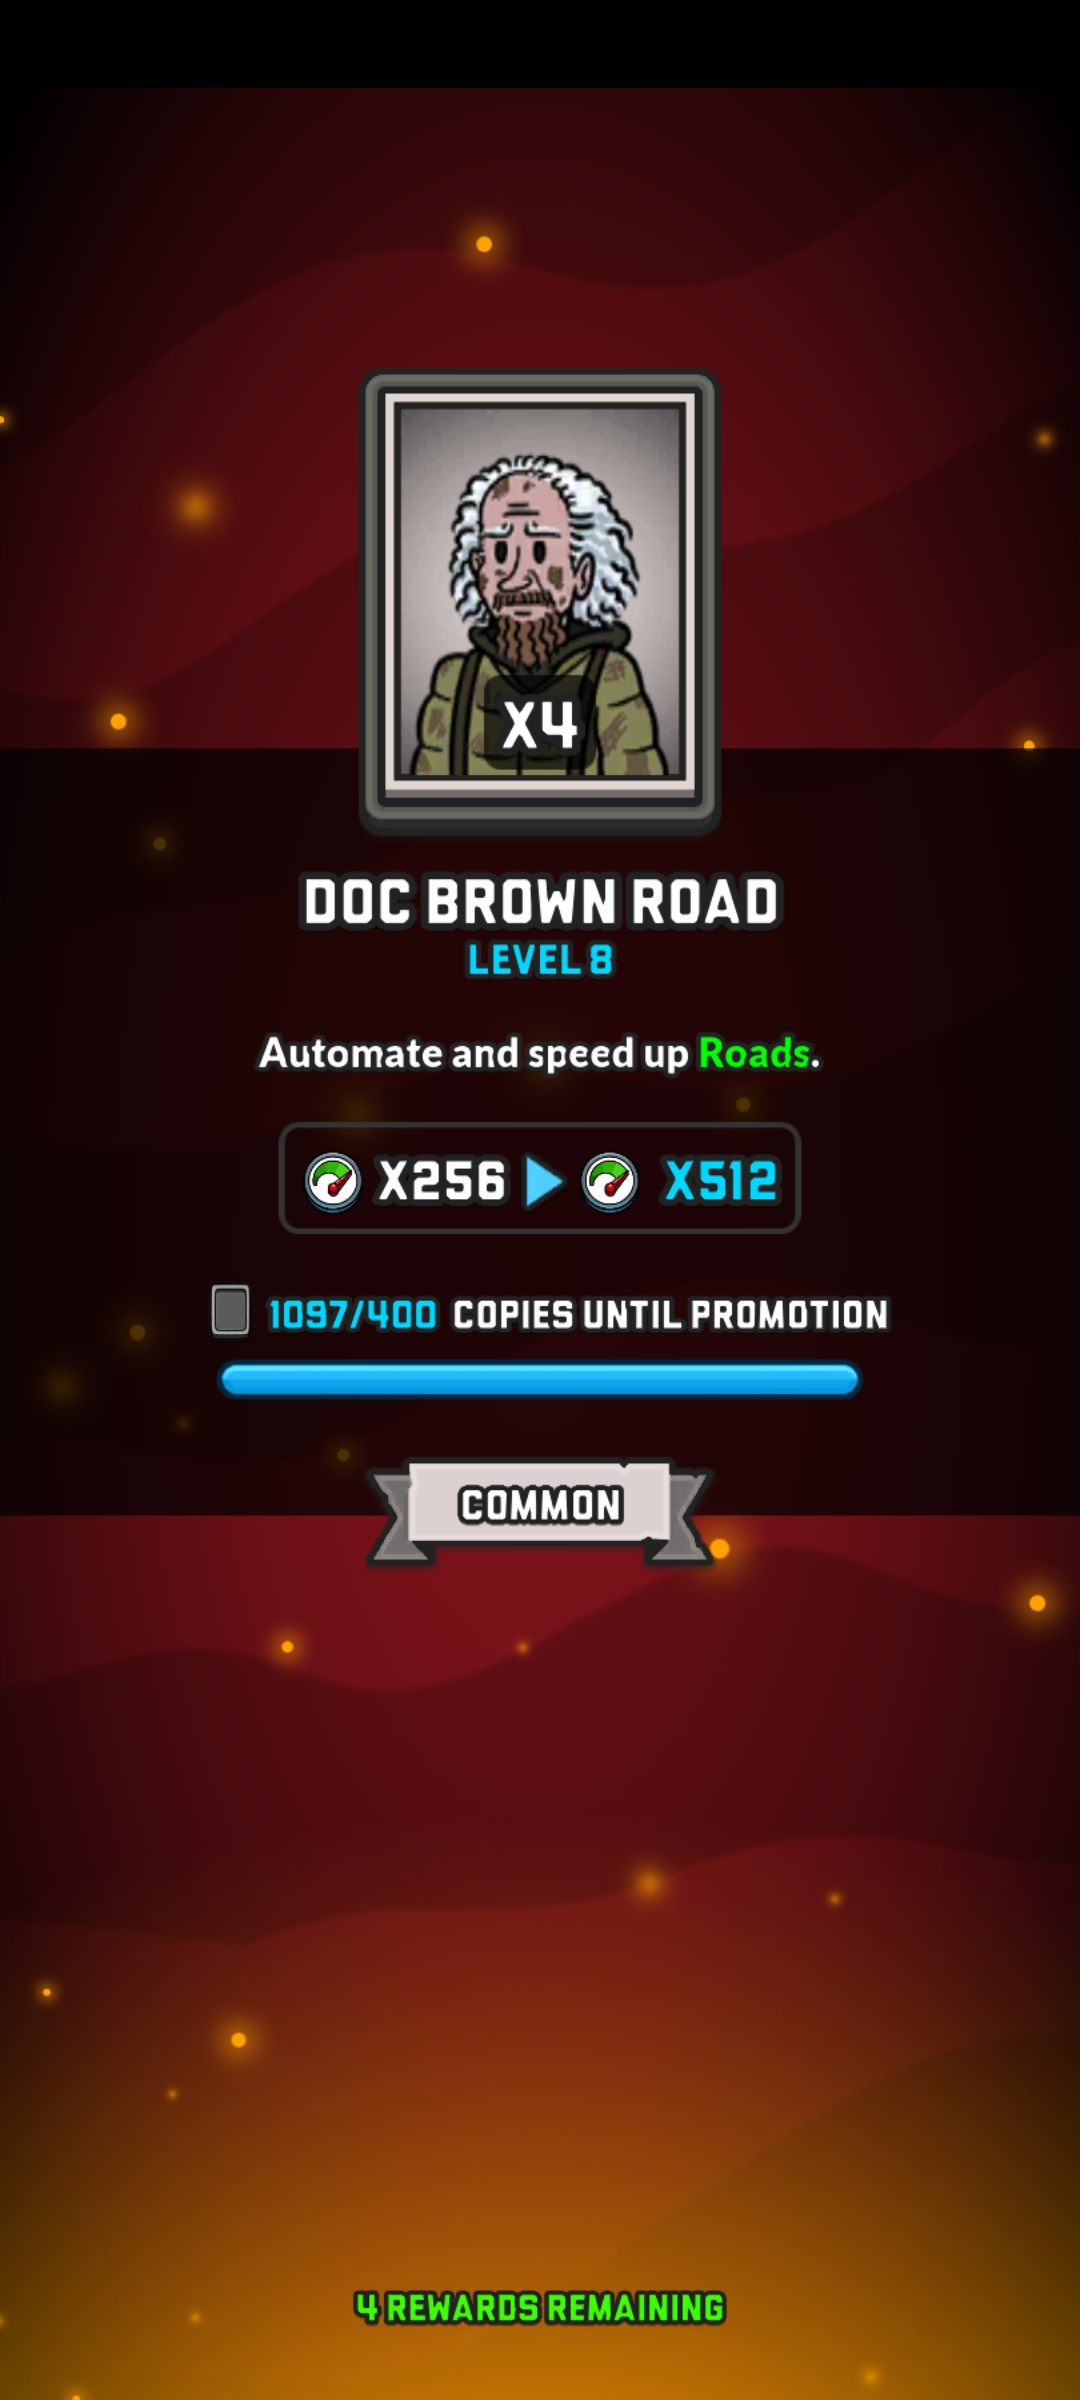 X4
DOC BROWN ROAD
LEVEL 8
Automate and speed up Roads.
X256 X512
1097/400 COPIES UNTIL PROMOTION
COMMON
4 REWARDS REMAINING